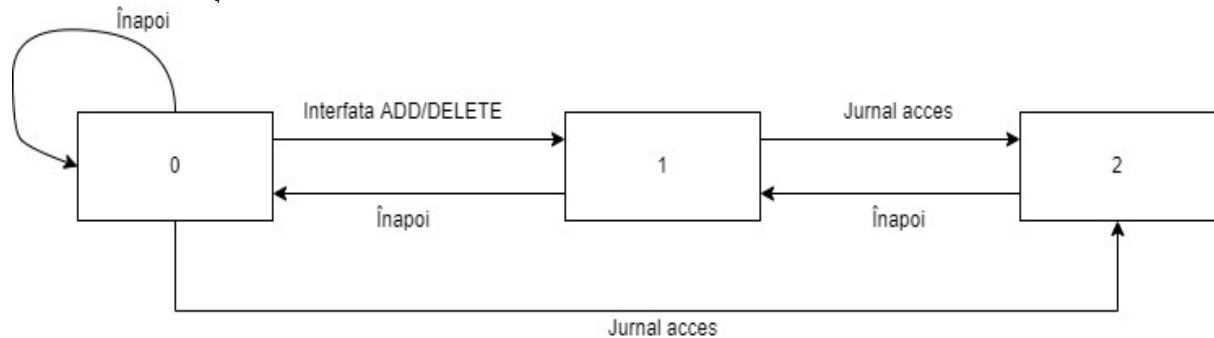 Înapoi
Interfata ADD/DELETE
Jurnal acces
0
1
2
Înapoi
Înapoi
Jurnal acces